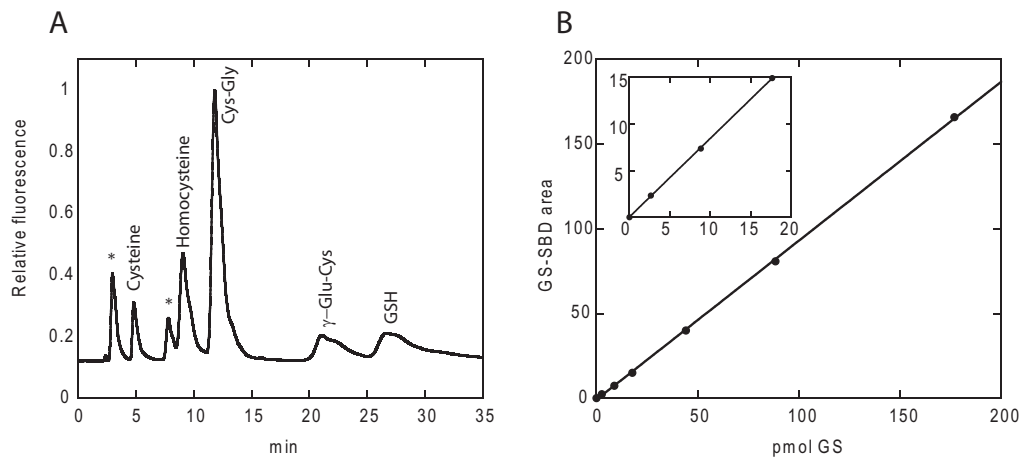 A
Relative fluorescence
1
0.8
0.6
0.4
0.2
0
*
Cysteine
*
Homocysteine
Cys-Gly
γ–Glu-Cys
GSH
0 5 10 15 20 25 30 35
min
B
GS-SBD area
200
150
100
50
0
15
10
5
0 5 10 15 20
0 50 100 150 200
pmol GS